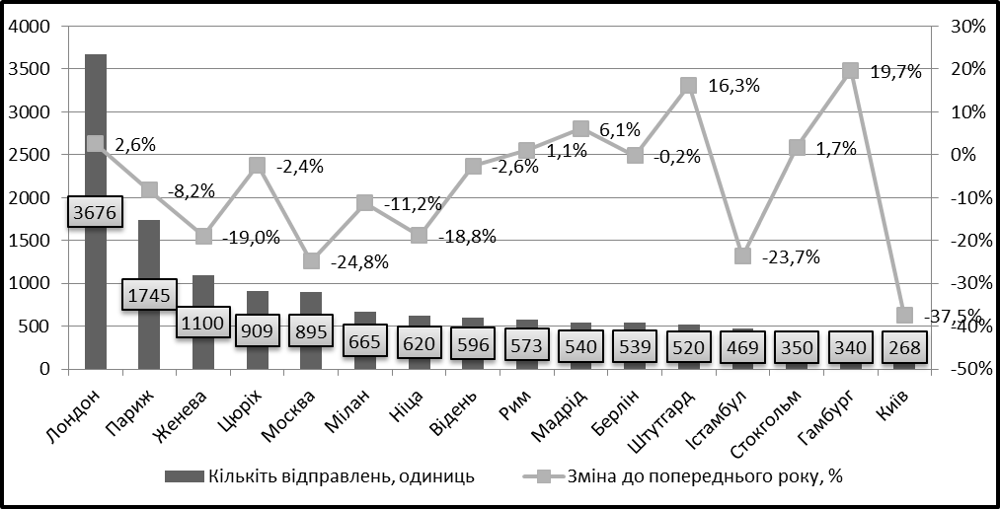 4000
3500
3000
2500
2000
1500
1000
500
0
30%
20%
10%
0%
-10%
-20%
-30%
-40%
-50%
2,6%
-8,2%
-19,0%
-2,4%
-24,8%
-11,2%
-18,8%
-2,6%
1,1%
6,1%
-0,2%
16,3%
-23,7%
1,7%
19,7%
-37,5%
3676
1745
1100
909
895
665
620
596
573
540
539
520
469
350
340
268
Лондон
Париж
Женева
Цюріх
Москва
Мілан
Ніца
Відень
Рим
Мадрід
Берлін
Штутгард
Істамбул
Стокгольм
Гамбург
Київ
Кількіть відправлень, одиниць
Зміна до попереднього року, %